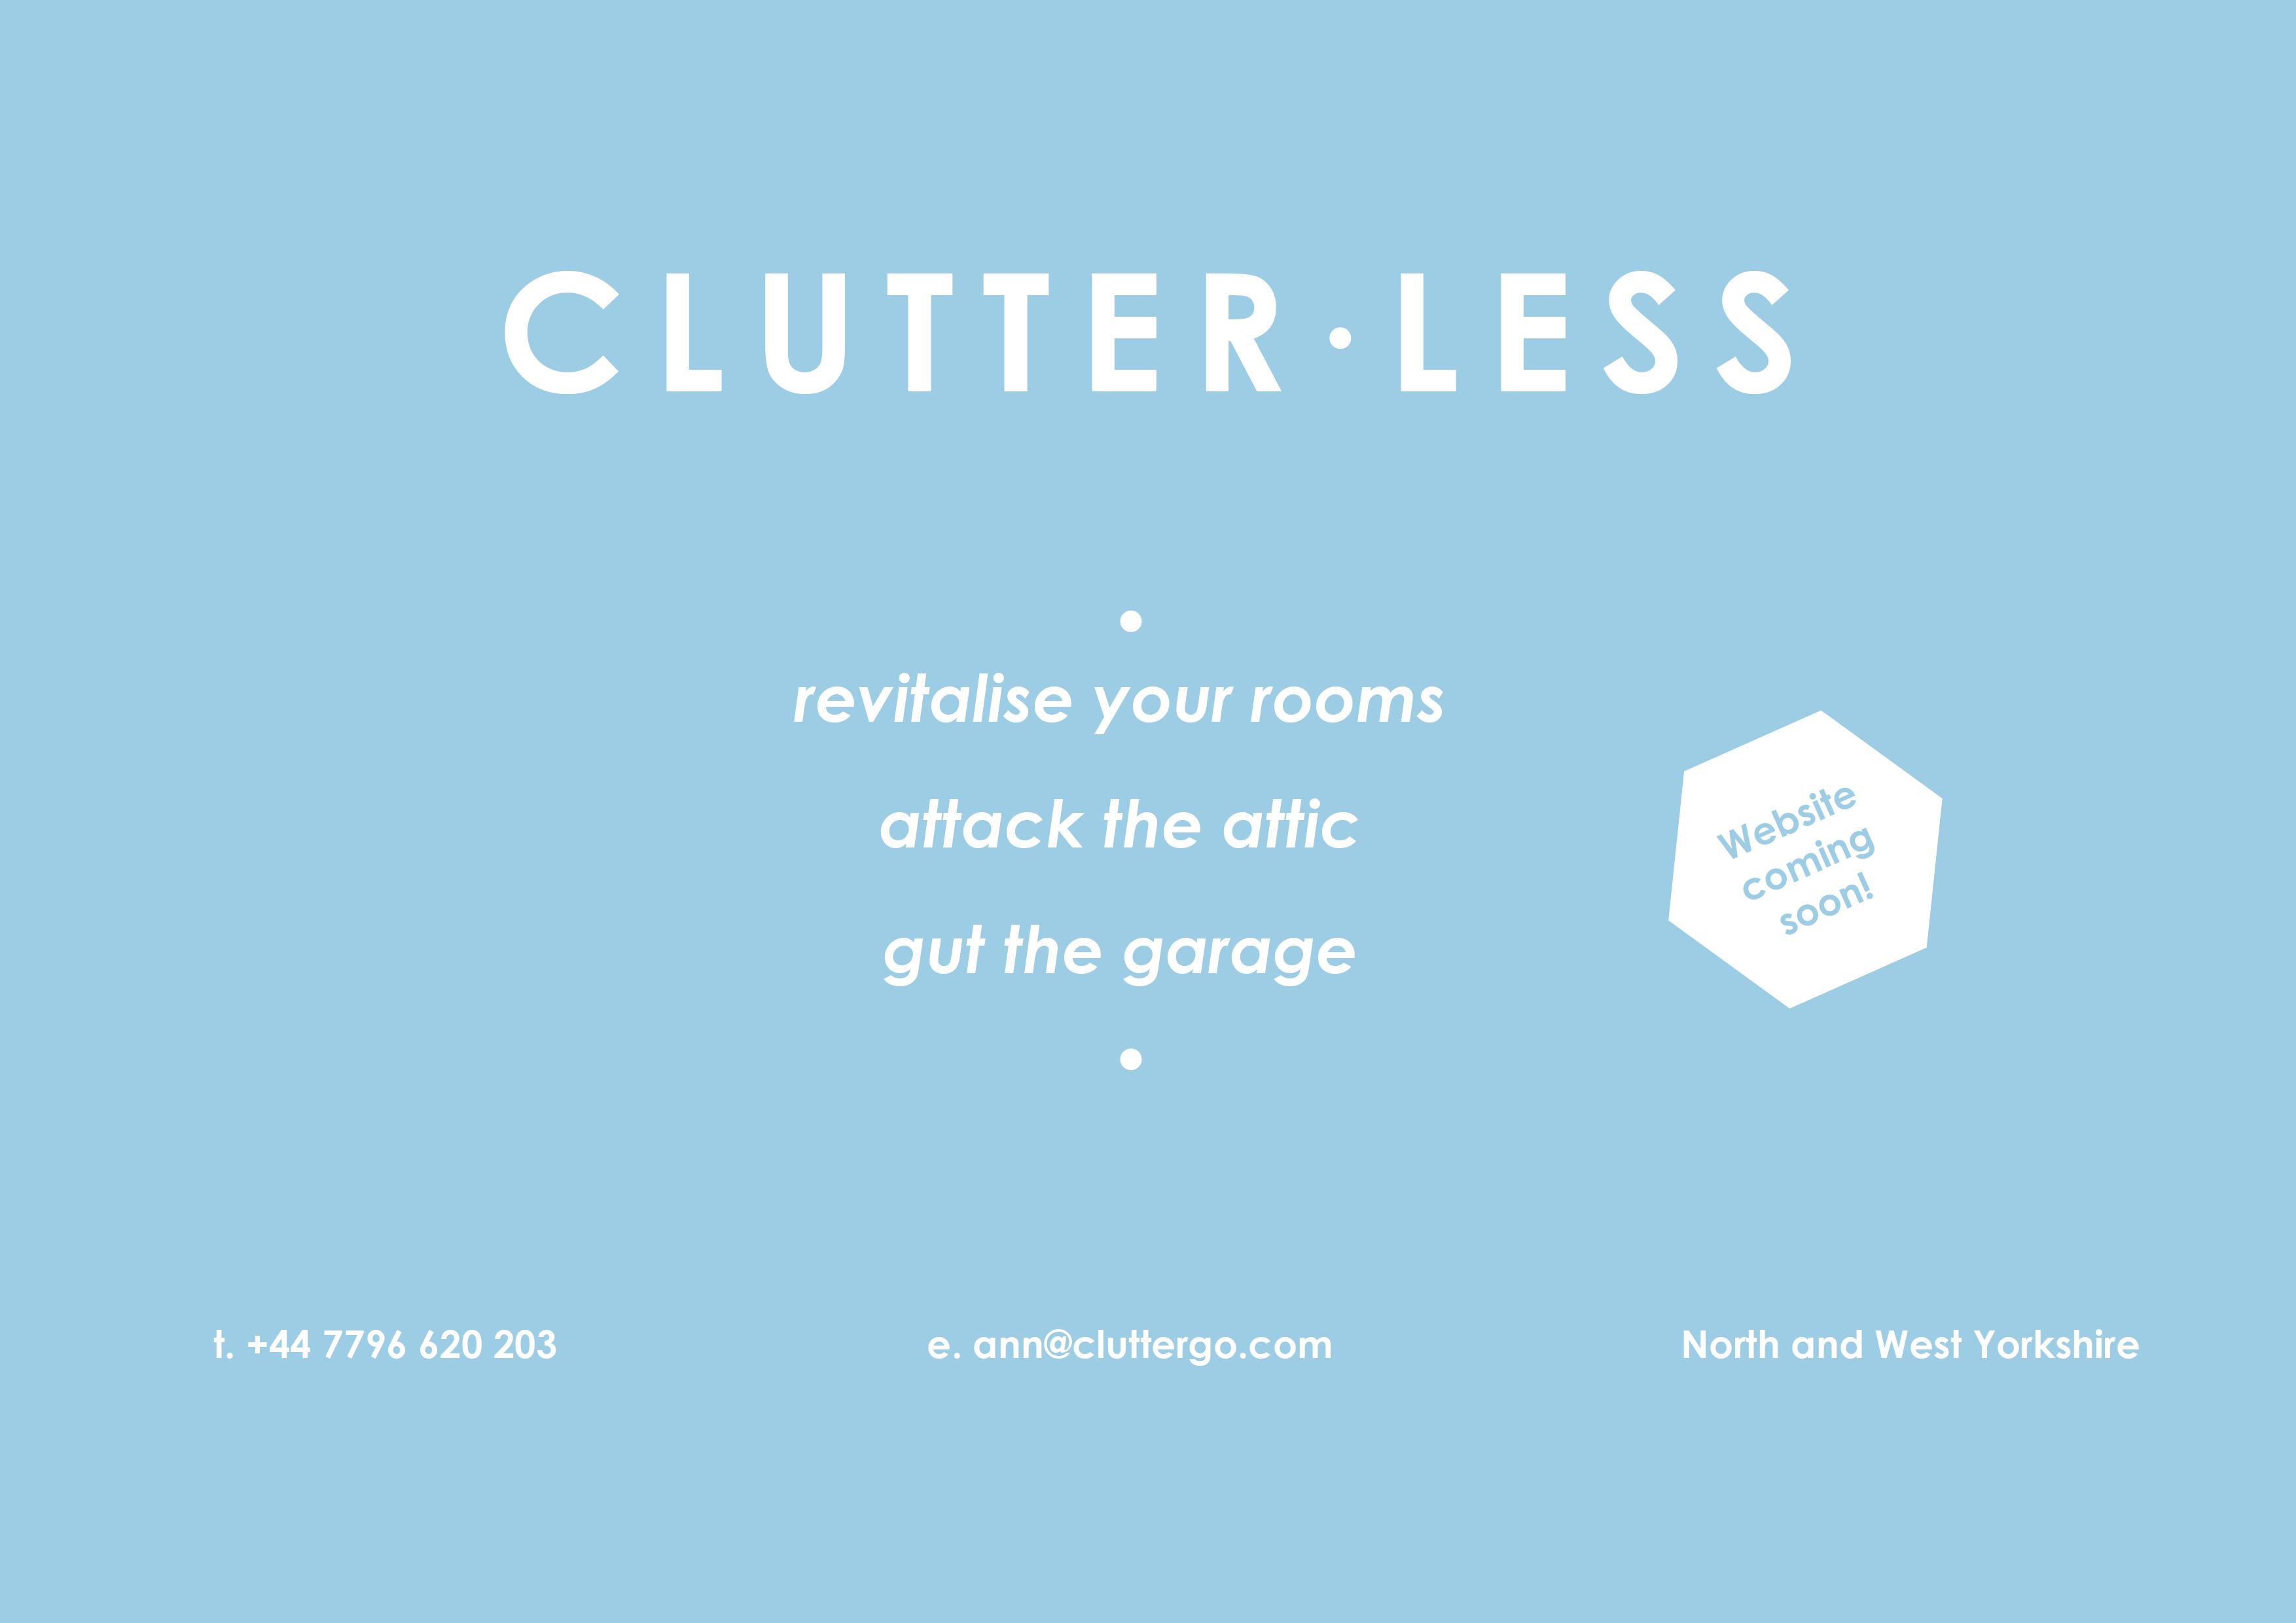 CLUTTER·LESS
•
revitalise your rooms
attack the attic
gut the garage
•
Website
coming
soon!
t. +44 7796 620 203
e. ann@cluttergo.com
North and West Yorkshire